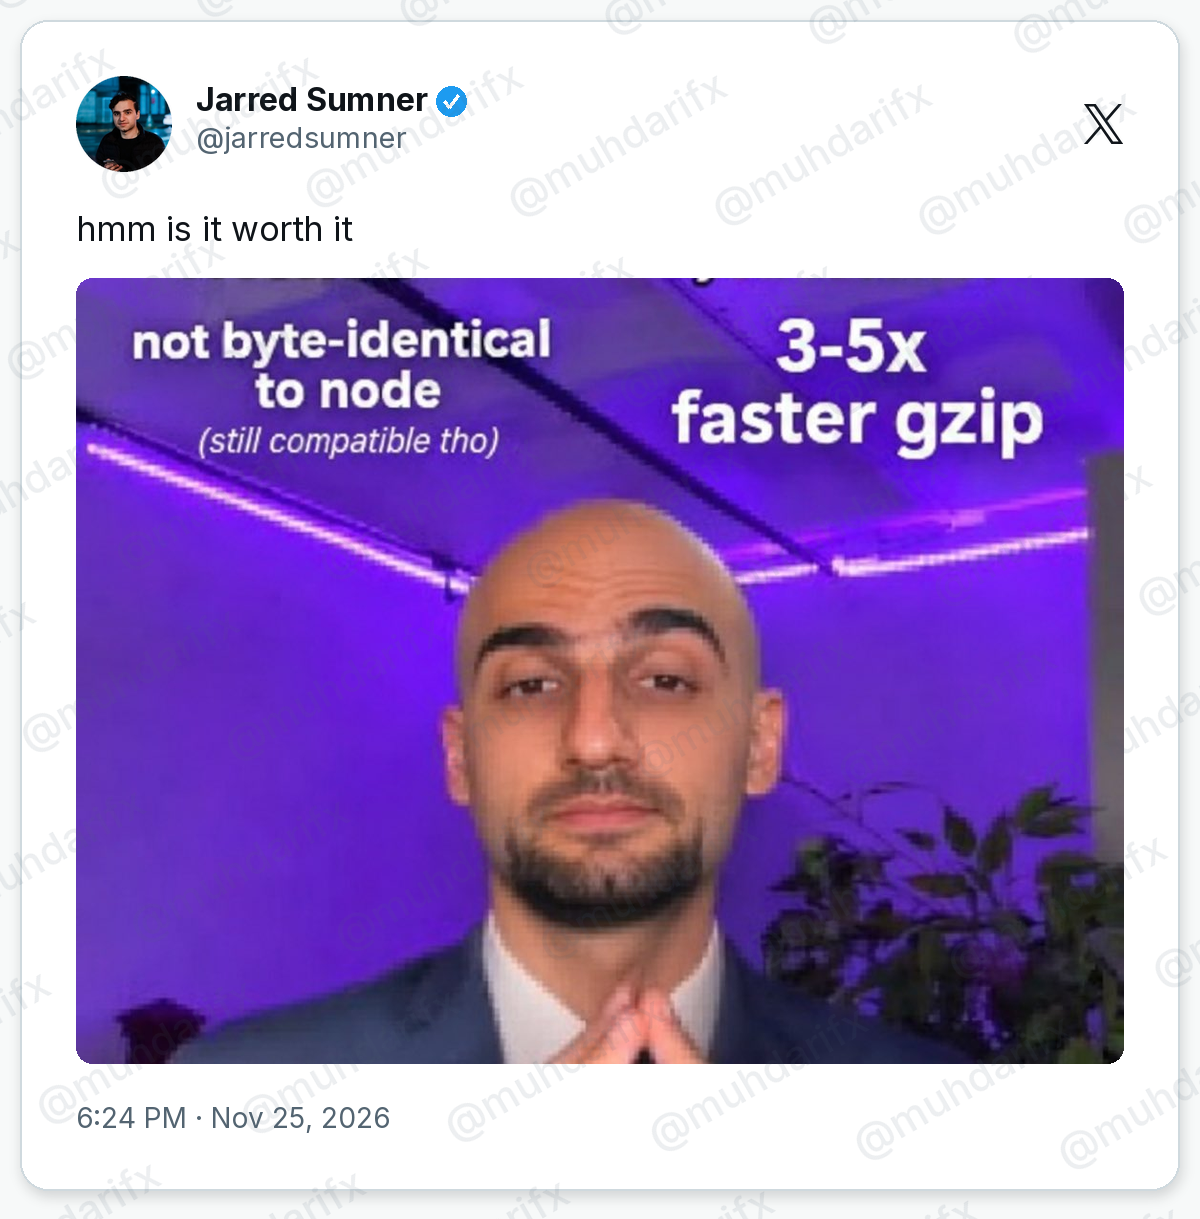 Jarred Sumner
@jarredsumner
hmm is it worth it
not byte-identical
to node
(still compatible tho)
3-5x
faster gzip
6:24 PM · Nov 25, 2026
@muhdarifx